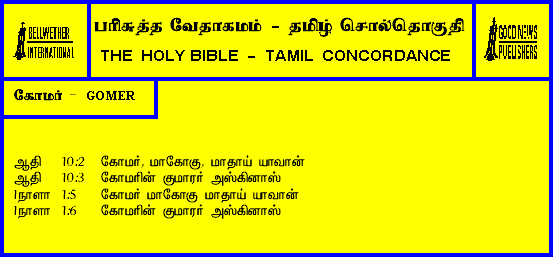 BELLWETHER
INTERNATIONAL
பரிசுத்த வேதாகமம் - தமிழ் சொல்தொகுதி
THE HOLY BIBLE - TAMIL CONCORDANCE
GOOD NEWS
PUBLISHERS
கோமர் - GOMER
ஆதி 10:2 கோமர், மாகோகு, மாதாய் யாவான்
ஆதி 10:3 கோமரின் குமாரர் அஸ்கினாஸ்
1நாளா 1:5 கோமர் மாகோகு மாதாய் யாவான்
1நாளா 1:6 கோமரின் குமாரர் அஸ்கினாஸ்